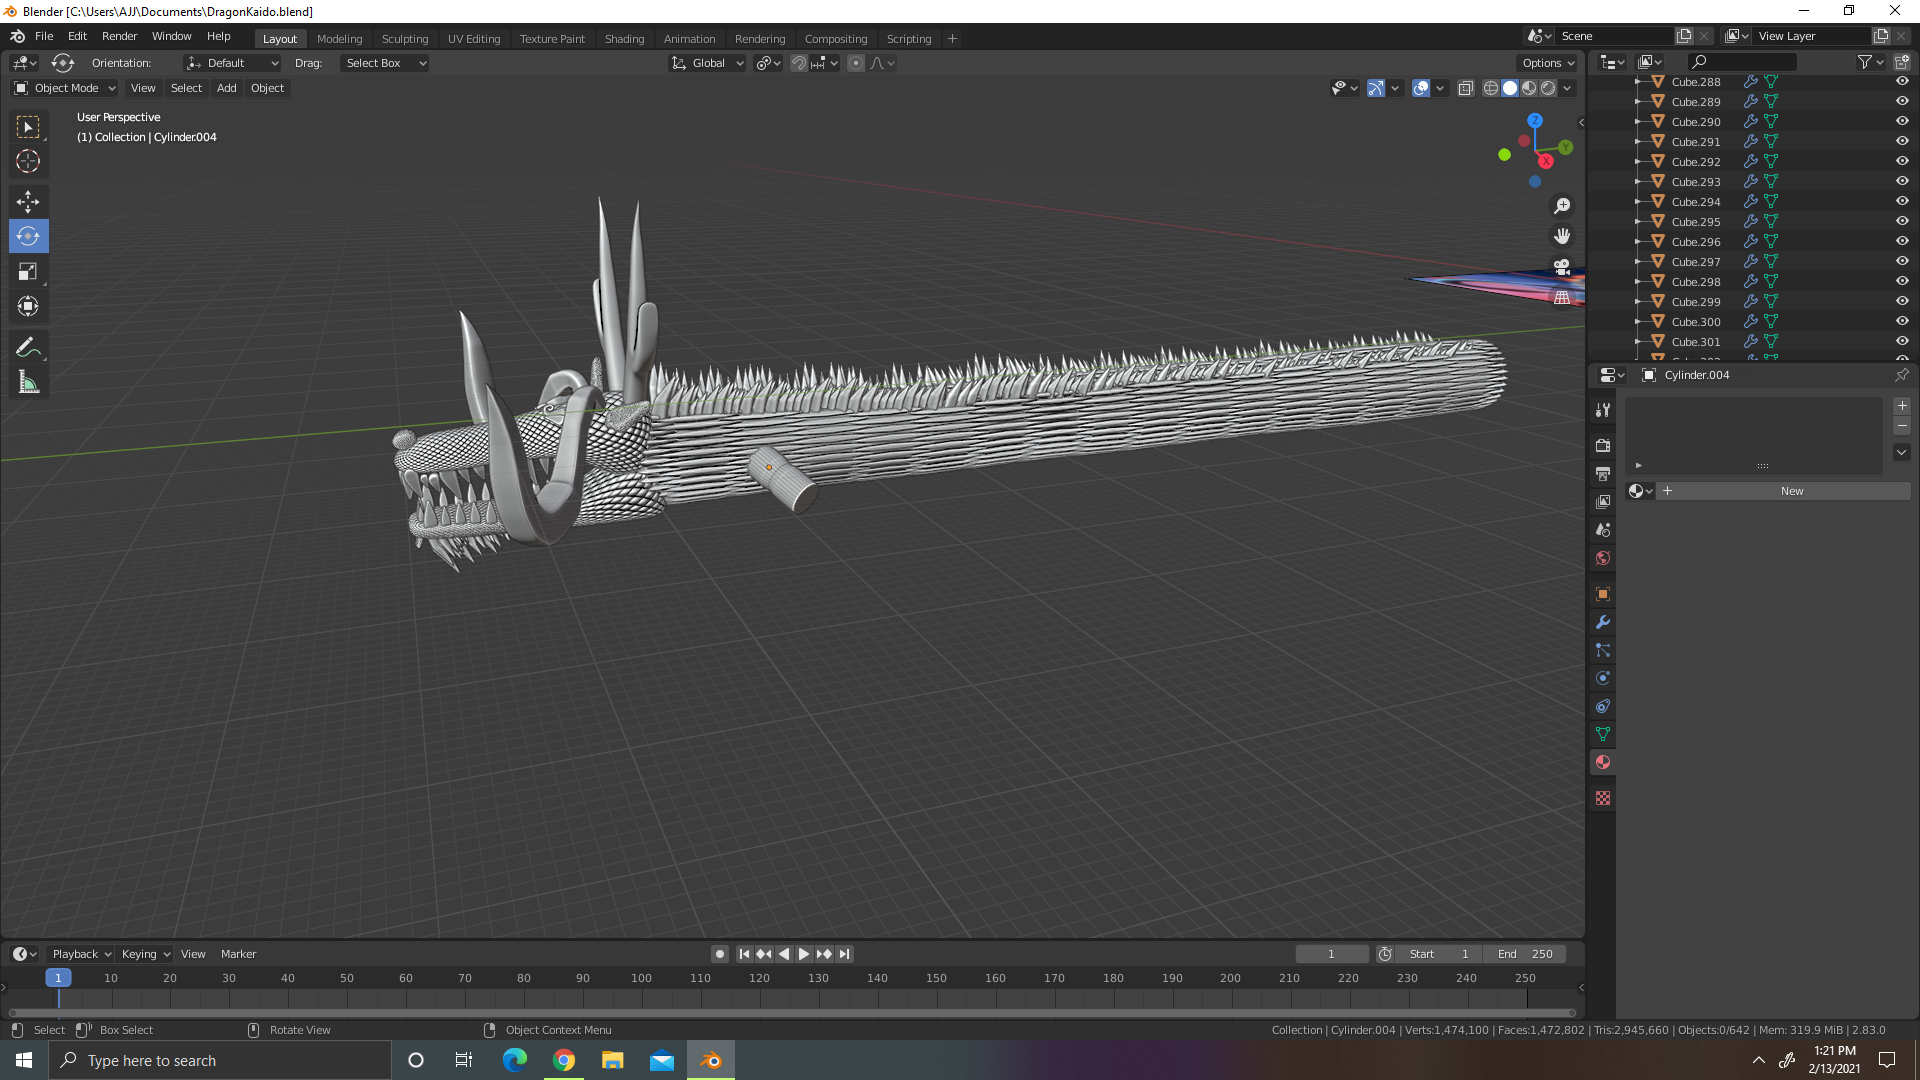 Blender [C:\Users\AJJ\Documents\DragonKaido.blend]
File Edit Render Window Help Layout Modeling Sculpting UV Editing Texture Paint Shading Animation Rendering Compositing Scripting + Scene View Layer
Orientation: Default Drag: Select Box Global Options
Object Mode View Select Add Object
User Perspective
(1) Collection | Cylinder.004
Z
Y
X
Cube.288
Cube.289
Cube.290
Cube.291
Cube.292
Cube.293
Cube.294
Cube.295
Cube.296
Cube.297
Cube.298
Cube.299
Cube.300
Cube.301
Cylinder.004
New
Playback Keying View Marker 1 Start 1 End 250
1 10 20 30 40 50 60 70 80 90 100 110 120 130 140 150 160 170 180 190 200 210 220 230 240 250
Select Box Select Rotate View Object Context Menu Collection | Cylinder.004 | Verts:1,474,100 | Faces:1,472,802 | Tris:2,945,660 | Objects:0/642 | Mem: 319.9 MiB | 2.83.0
Type here to search
1:21 PM
2/13/2021